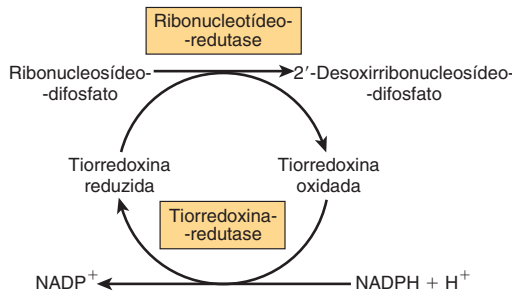 Ribonucleotídeo-
-redutase
Ribonucleosídeo-
-difosfato
2′-Desoxirribonucleosídeo-
-difosfato
Tiorredoxina
reduzida
Tiorredoxina
oxidada
Tiorredoxina-
-redutase
NADP⁺
NADPH + H⁺